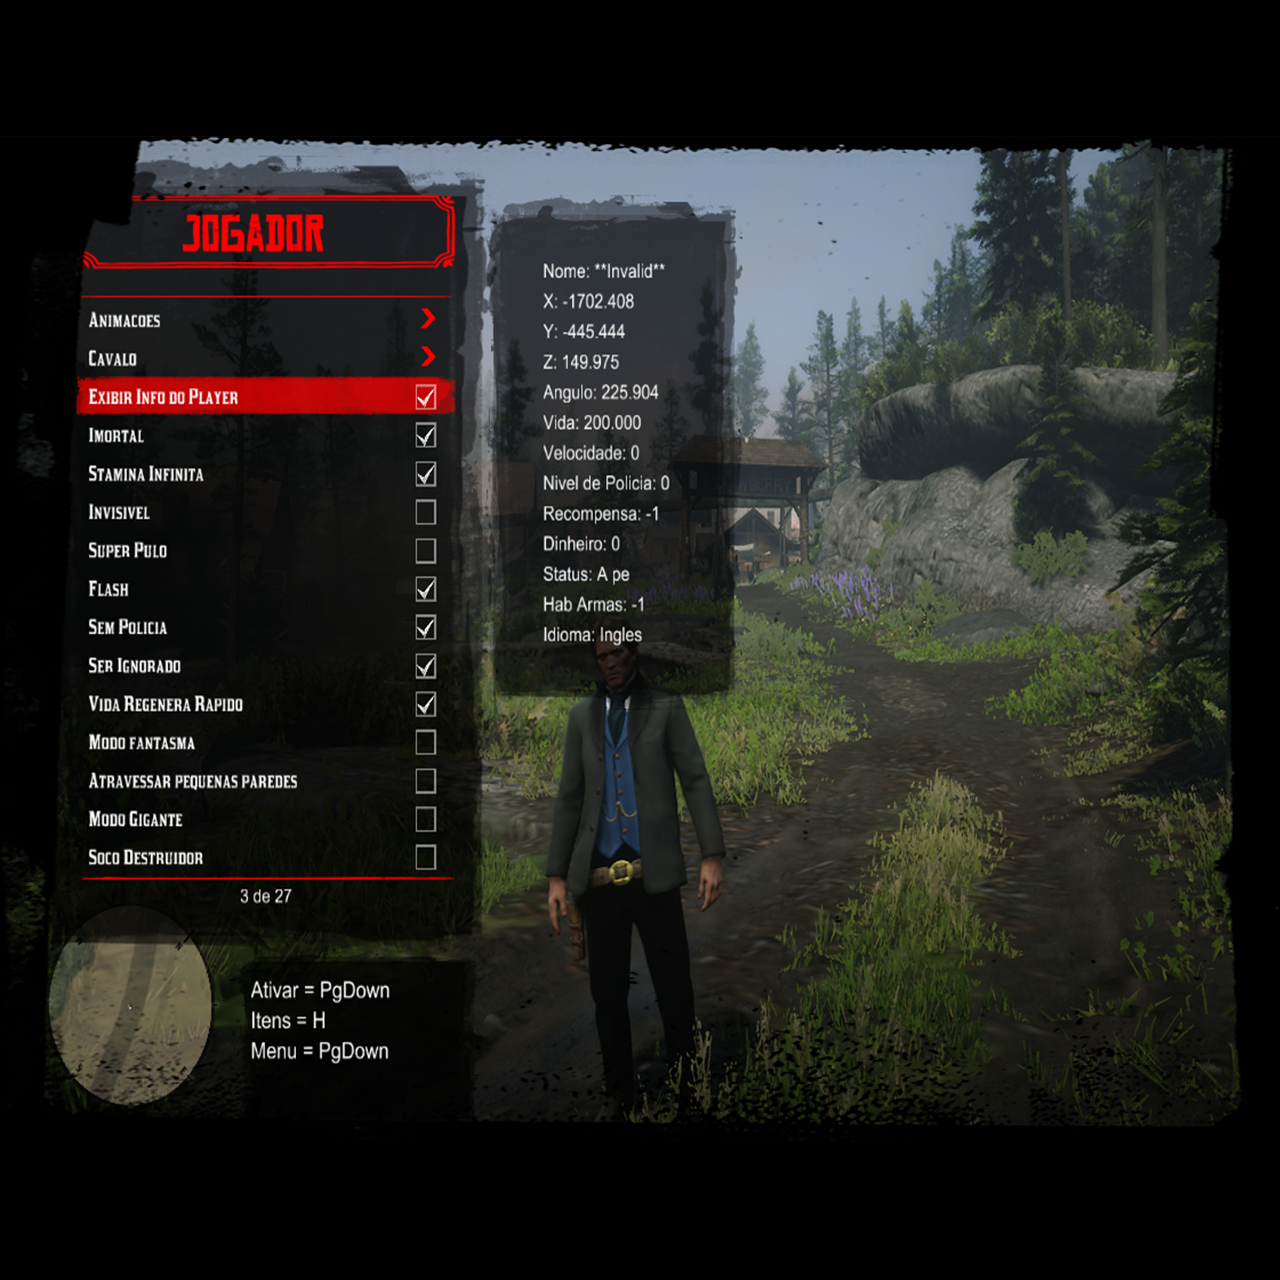 JOGADOR
ANIMACOES
CAVALO
EXIBIR INFO DO PLAYER
IMORTAL
STAMINA INFINITA
INVISIVEL
SUPER PULO
FLASH
SEM POLICIA
SER IGNORADO
VIDA REGENERA RAPIDO
MODO FANTASMA
ATRAVESSAR PEQUENAS PAREDES
MODO GIGANTE
SOCO DESTRUIDOR
3 de 27
Nome: **Invalid**
X: -1702.408
Y: -445.444
Z: 149.975
Angulo: 225.904
Vida: 200.000
Velocidade: 0
Nivel de Policia: 0
Recompensa: -1
Dinheiro: 0
Status: A pe
Hab Armas: -1
Idioma: Ingles
Ativar = PgDown
Itens = H
Menu = PgDown